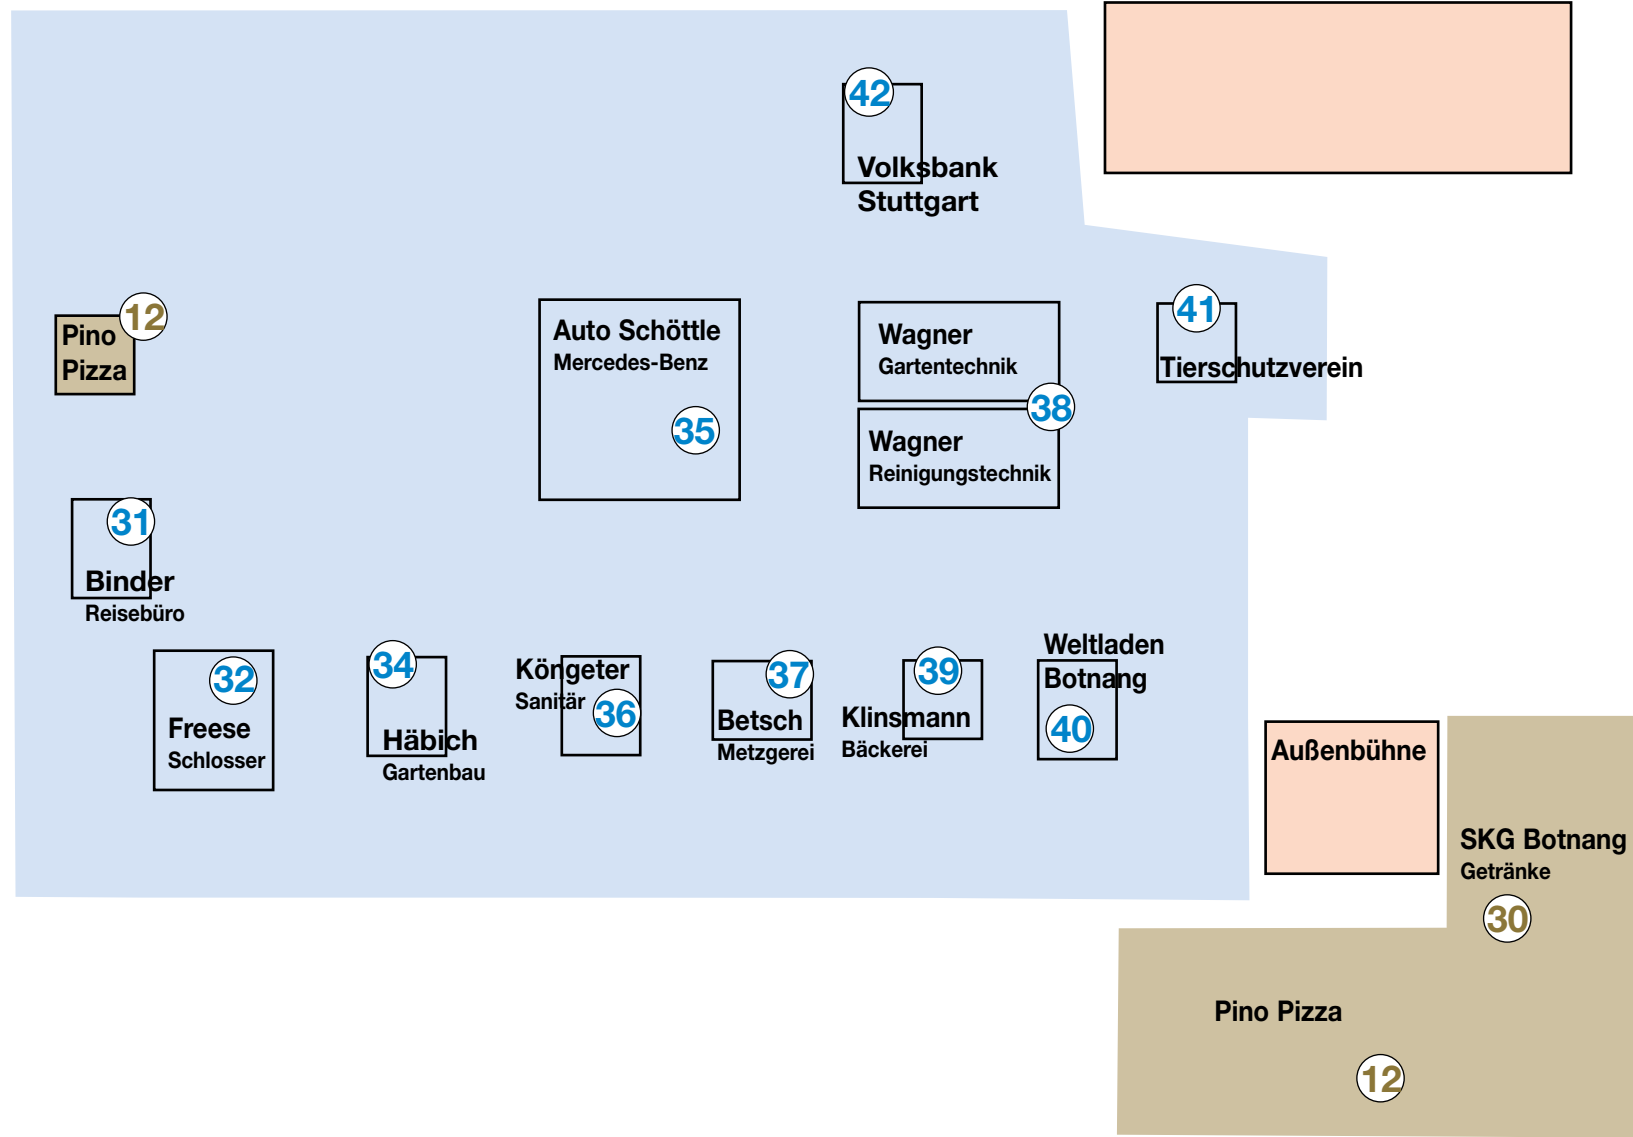 42
Volksbank
Stuttgart
12
Pino
Pizza
Auto Schöttle
Mercedes-Benz
35
Wagner
Gartentechnik
38
Wagner
Reinigungstechnik
41
Tierschutzverein
31
Binder
Reisebüro
32
Freese
Schlosser
34
Häbich
Gartenbau
Köngeter
Sanitär
36
37
Betsch
Metzgerei
39
Klinsmann
Bäckerei
Weltladen
Botnang
40
Außenbühne
SKG Botnang
Getränke
30
Pino Pizza
12